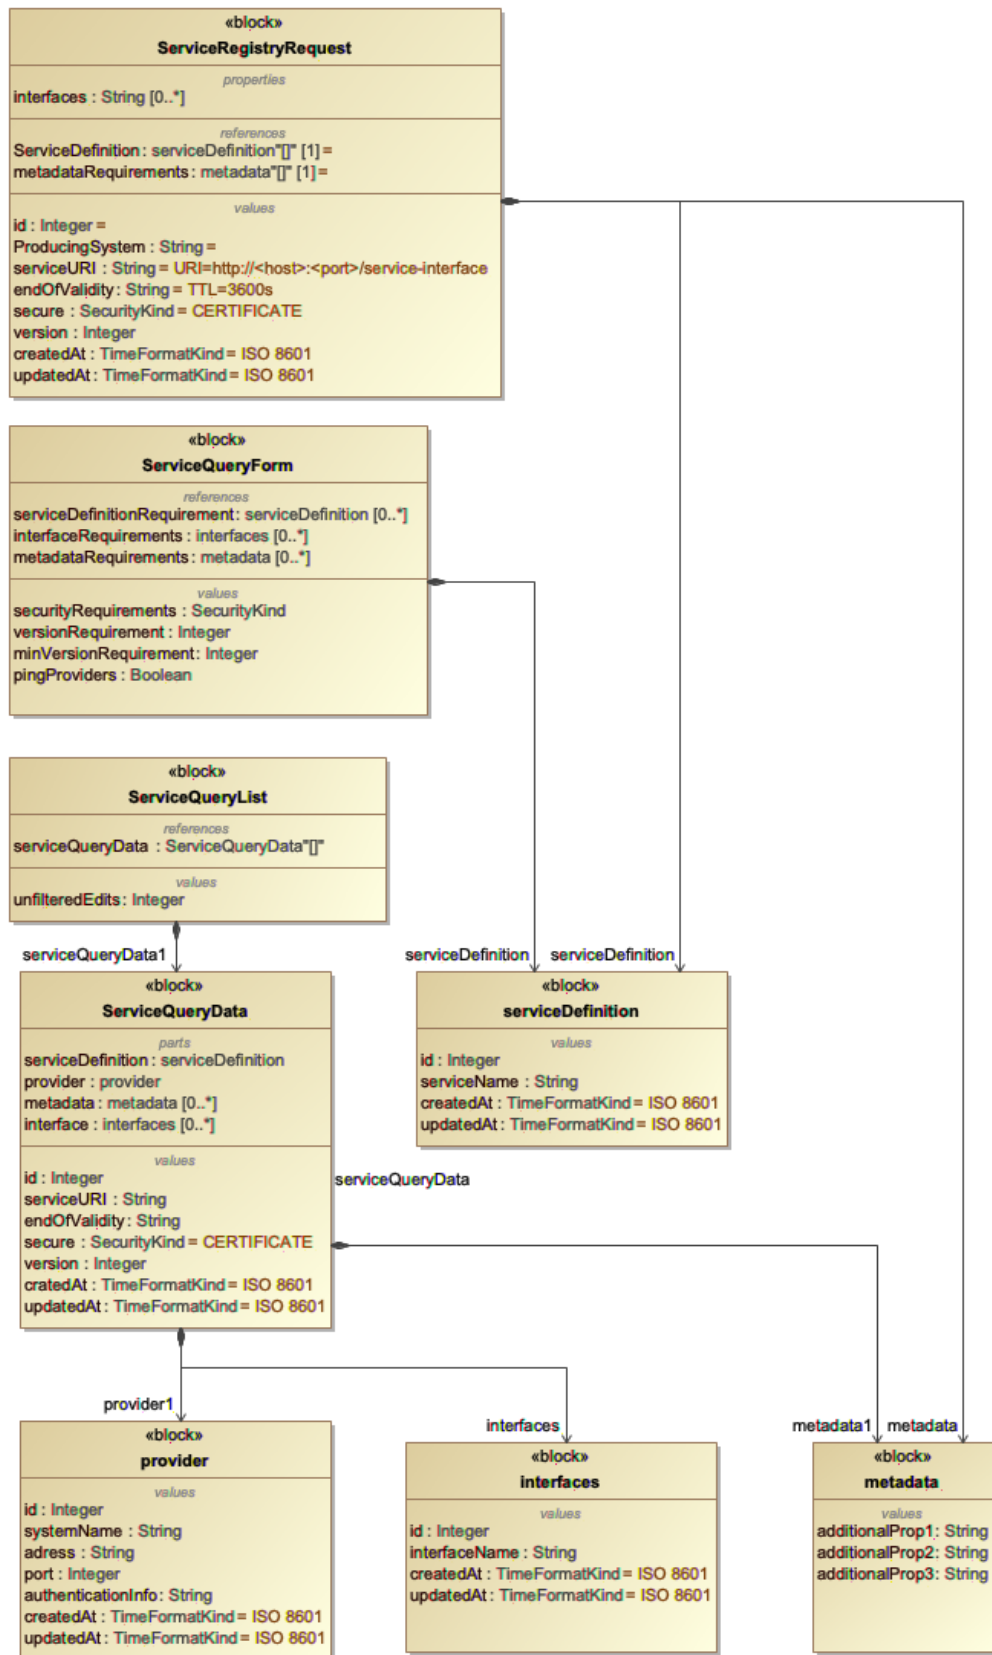 «block»
ServiceRegistryRequest
properties
interfaces : String [0..*]
references
ServiceDefinition : serviceDefinition"[]" [1] =
metadataRequirements : metadata"[]" [1] =
values
id : Integer =
ProducingSystem : String =
serviceURI : String = URI=http://<host>:<port>/service-interface
endOfValidity : String = TTL=3600s
secure : SecurityKind = CERTIFICATE
version : Integer
createdAt : TimeFormatKind = ISO 8601
updatedAt : TimeFormatKind = ISO 8601
«block»
ServiceQueryForm
references
serviceDefinitionRequirement : serviceDefinition [0..*]
interfaceRequirements : interfaces [0..*]
metadataRequirements : metadata [0..*]
values
securityRequirements : SecurityKind
versionRequirement : Integer
minVersionRequirement : Integer
pingProviders : Boolean
«block»
ServiceQueryList
references
serviceQueryData : ServiceQueryData"[]"
values
unfilteredEdits : Integer
serviceQueryData1
serviceDefinition
serviceDefinition
«block»
ServiceQueryData
parts
serviceDefinition : serviceDefinition
provider : provider
metadata : metadata [0..*]
interface : interfaces [0..*]
values
id : Integer
serviceURI : String
endOfValidity : String
secure : SecurityKind = CERTIFICATE
version : Integer
cratedAt : TimeFormatKind = ISO 8601
updatedAt : TimeFormatKind = ISO 8601
«block»
serviceDefinition
values
id : Integer
serviceName : String
createdAt : TimeFormatKind = ISO 8601
updatedAt : TimeFormatKind = ISO 8601
serviceQueryData
provider1
interfaces
metadata1
metadata
«block»
provider
values
id : Integer
systemName : String
adress : String
port : Integer
authenticationInfo : String
createdAt : TimeFormatKind = ISO 8601
updatedAt : TimeFormatKind = ISO 8601
«block»
interfaces
values
id : Integer
interfaceName : String
createdAt : TimeFormatKind = ISO 8601
updatedAt : TimeFormatKind = ISO 8601
«block»
metadata
values
additionalProp1 : String
additionalProp2 : String
additionalProp3 : String